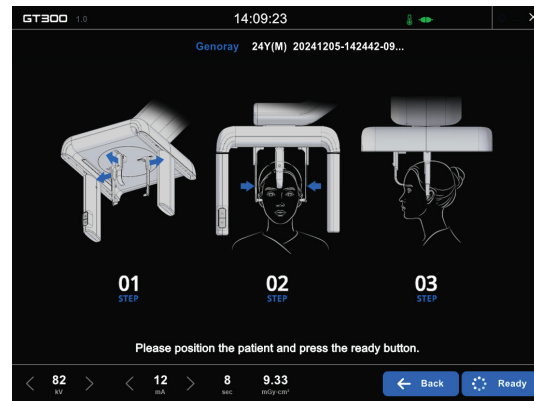 GT300 1.0 14:09:23
Genoray 24Y(M) 20241205-142442-09...
01 02 03
STEP STEP STEP
Please position the patient and press the ready button.
82 12 8 9.33 Back Ready
kV mA sec mGy·cm²